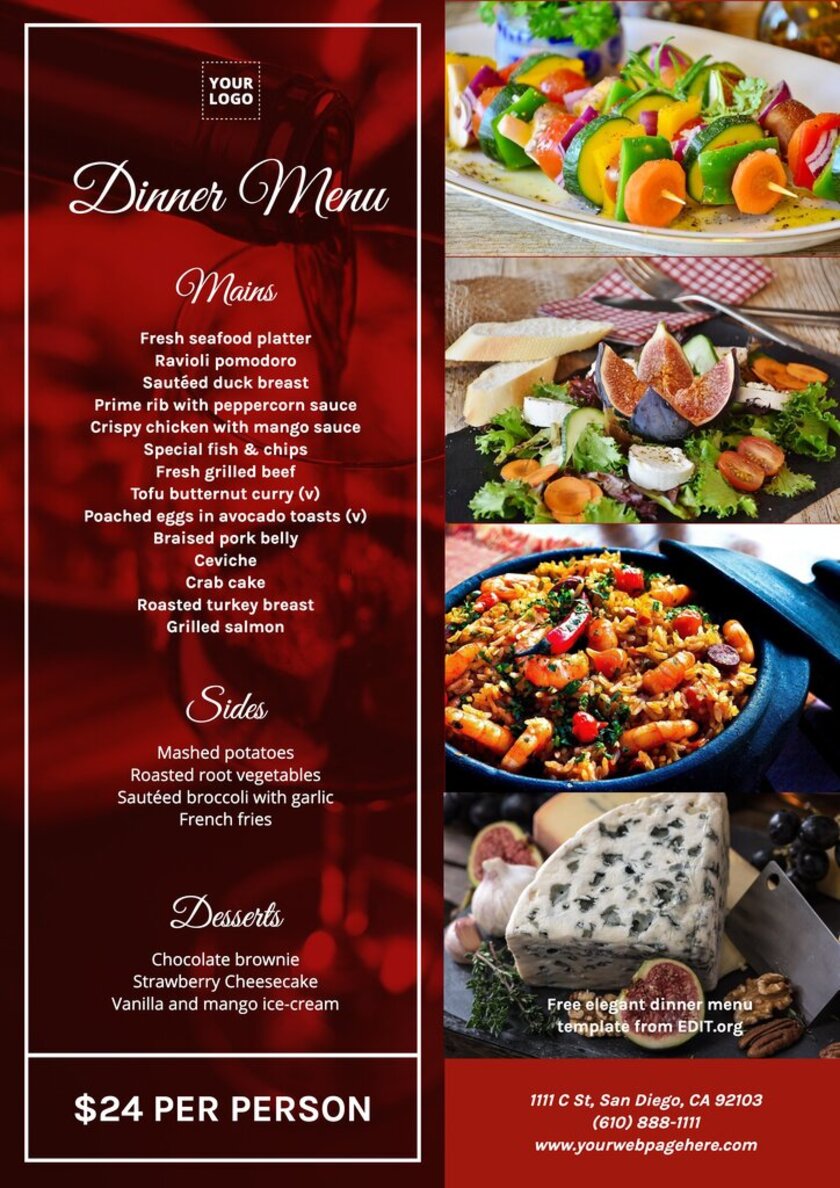 YOUR
LOGO
Dinner Menu
Mains
Fresh seafood platter
Ravioli pomodoro
Sautéed duck breast
Prime rib with peppercorn sauce
Crispy chicken with mango sauce
Special fish & chips
Fresh grilled beef
Tofu butternut curry (v)
Poached eggs in avocado toasts (v)
Braised pork belly
Ceviche
Crab cake
Roasted turkey breast
Grilled salmon
Sides
Mashed potatoes
Roasted root vegetables
Sautéed broccoli with garlic
French fries
Desserts
Chocolate brownie
Strawberry Cheesecake
Vanilla and mango ice-cream
$24 PER PERSON
Free elegant dinner menu
template from EDIT.org
1111 C St, San Diego, CA 92103
(610) 888-1111
www.yourwebpagehere.com